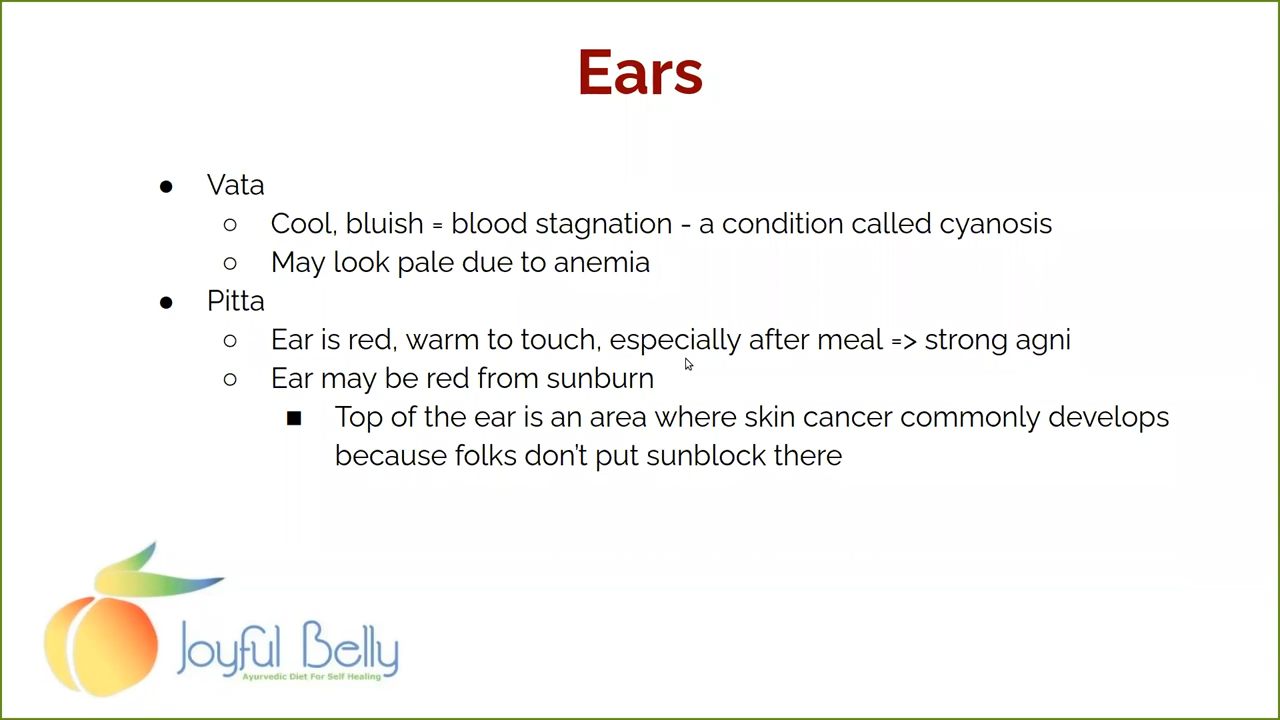 Ears
● Vata
○ Cool, bluish = blood stagnation - a condition called cyanosis
○ May look pale due to anemia
● Pitta
○ Ear is red, warm to touch, especially after meal => strong agni
○ Ear may be red from sunburn
■ Top of the ear is an area where skin cancer commonly develops
because folks don't put sunblock there
Joyful Belly
Ayurvedic Diet For Self Healing